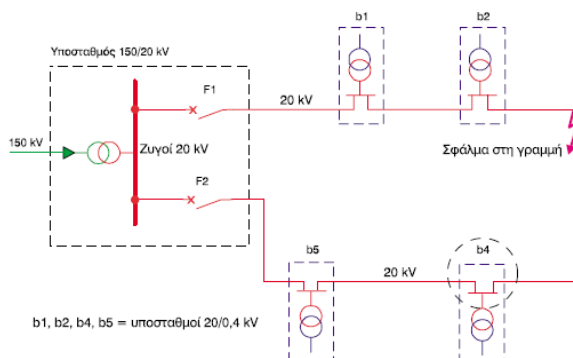 b1
b2
Υποσταθμός 150/20 kV
F1
20 kV
150 kV
Ζυγοί 20 kV
Σφάλμα στη γραμμή
F2
b5
20 kV
b4
b1, b2, b4, b5 = υποσταθμοί 20/0,4 kV